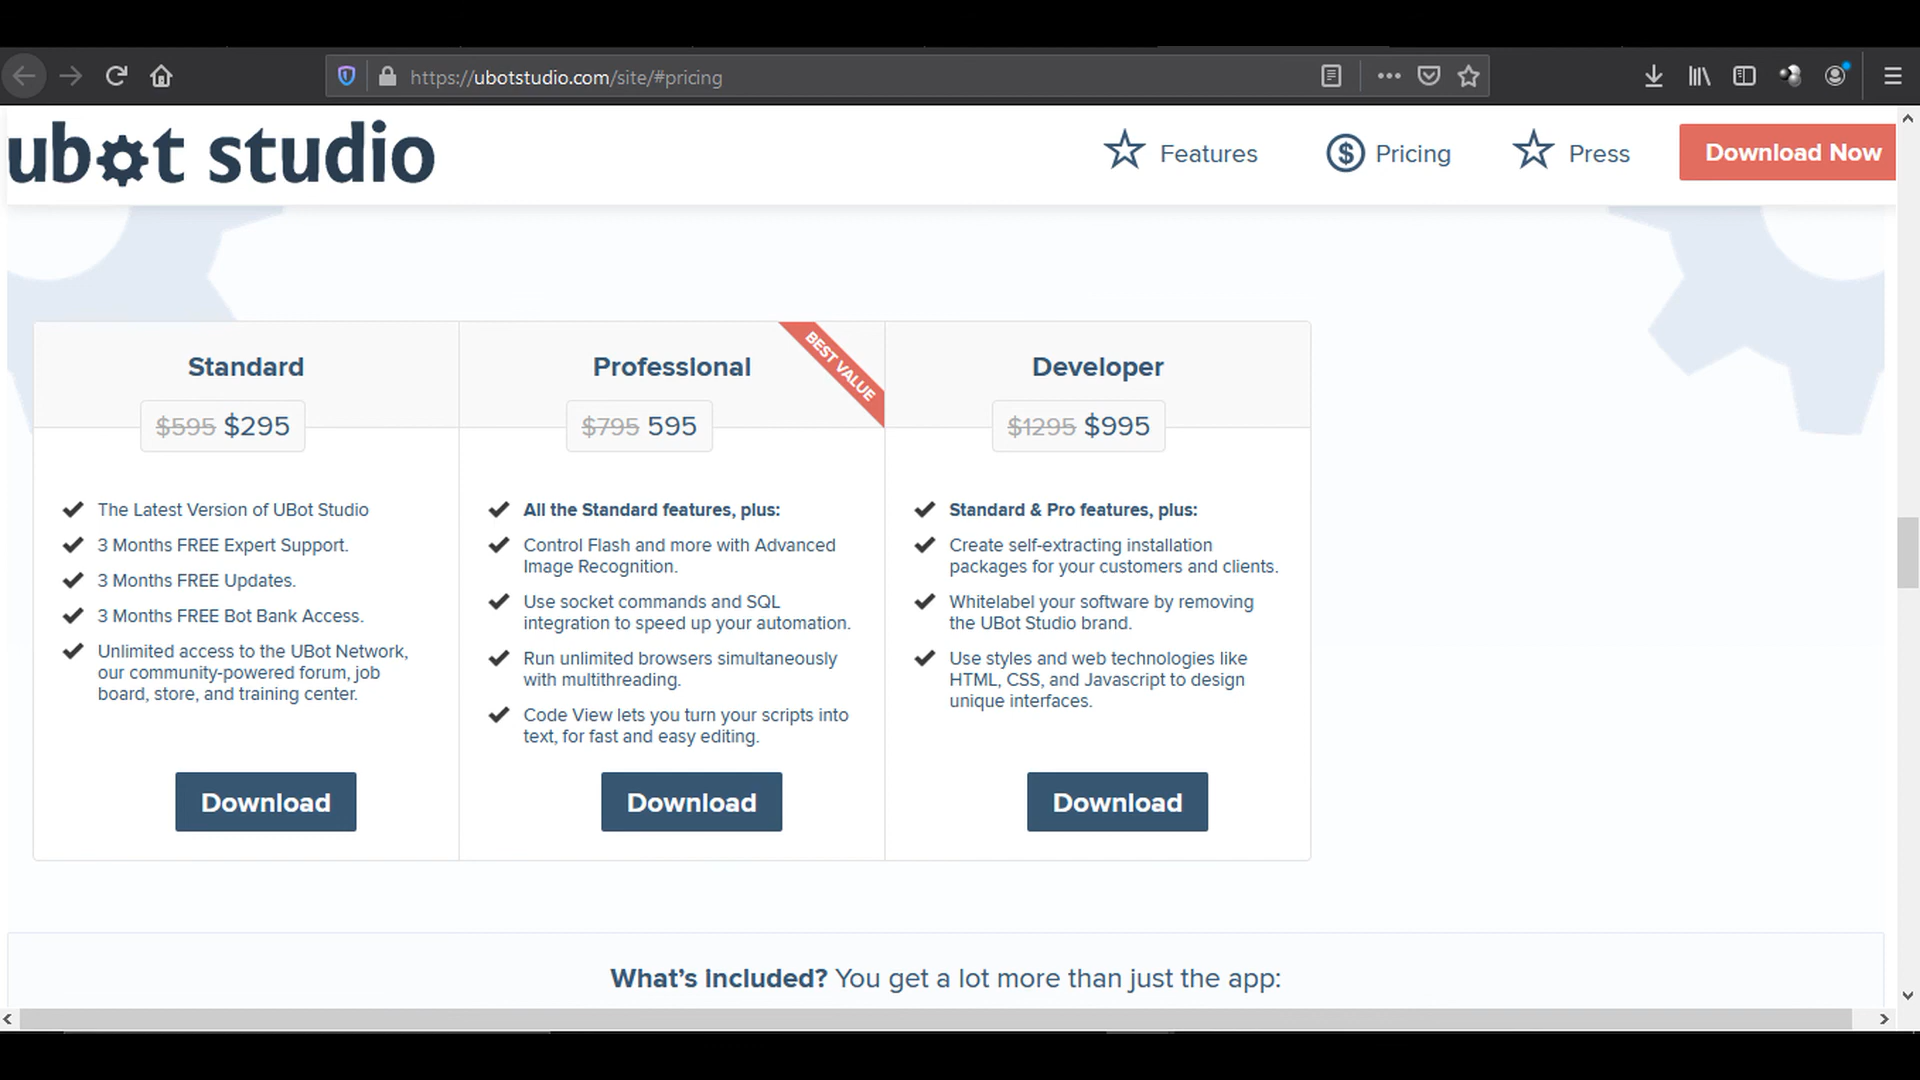 https://ubotstudio.com/site/#pricing
ubot studio
Features
Pricing
Press
Download Now
Standard
$595 $295
The Latest Version of UBot Studio
3 Months FREE Expert Support.
3 Months FREE Updates.
3 Months FREE Bot Bank Access.
Unlimited access to the UBot Network,
our community-powered forum, job
board, store, and training center.
Download
Professional
BEST VALUE
$795 595
All the Standard features, plus:
Control Flash and more with Advanced
Image Recognition.
Use socket commands and SQL
integration to speed up your automation.
Run unlimited browsers simultaneously
with multithreading.
Code View lets you turn your scripts into
text, for fast and easy editing.
Download
Developer
$1295 $995
Standard & Pro features, plus:
Create self-extracting installation
packages for your customers and clients.
Whitelabel your software by removing
the UBot Studio brand.
Use styles and web technologies like
HTML, CSS, and Javascript to design
unique interfaces.
Download
What's Included? You get a lot more than just the app: